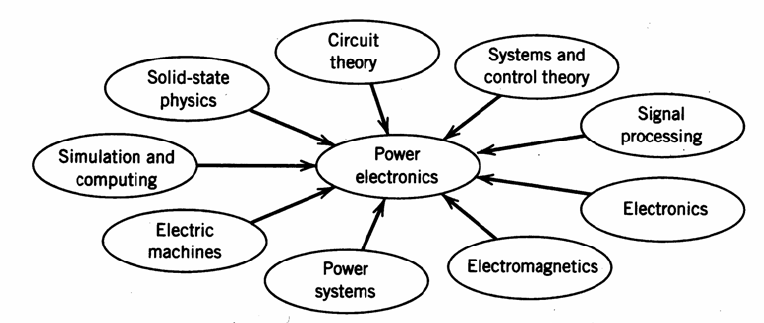 Circuit
theory
Systems and
control theory
Solid-state
physics
Signal
processing
Simulation and
computing
Power
electronics
Electronics
Electric
machines
Power
systems
Electromagnetics